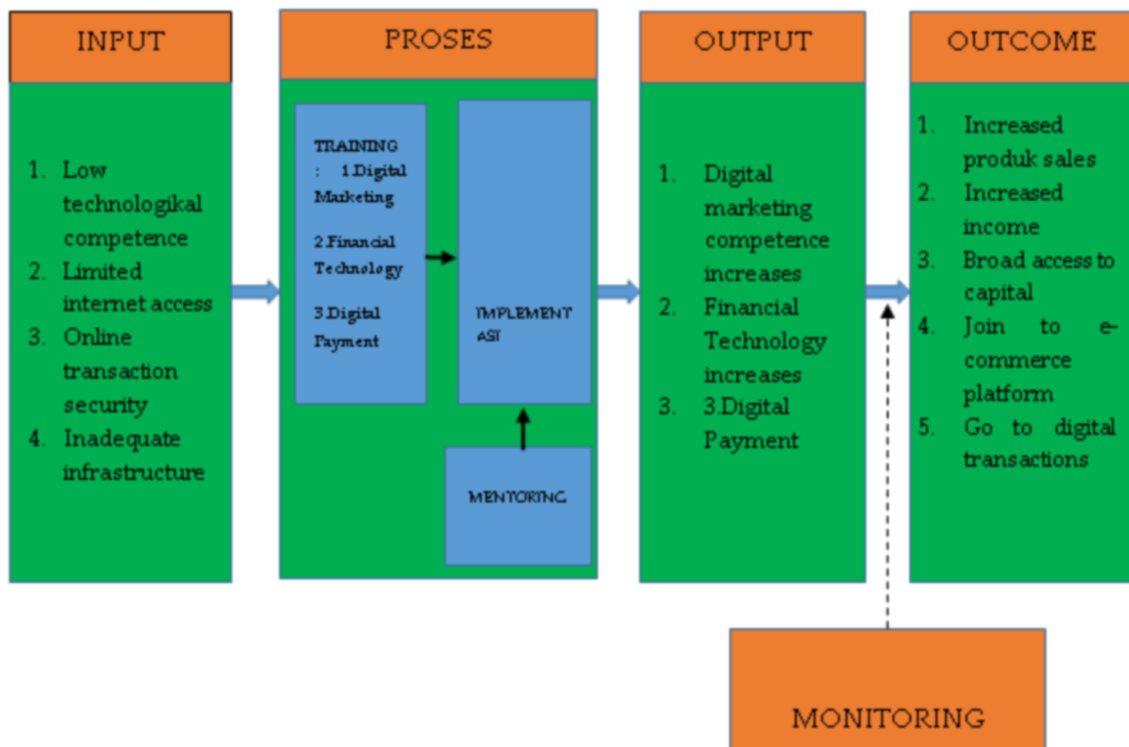 INPUT
1. Low
technologikal
competence
2. Limited
internet access
3. Online
transaction
security
4. Inadequate
infrastructure
PROSES
TRAINING
: 1.Digital
Marketing
2.Financial
Technology
3.Digital
Payment
IMPLEMENT
ASI
MENTORING
OUTPUT
1. Digital
marketing
competence
increases
2. Financial
Technology
increases
3. 3.Digital
Payment
OUTCOME
1. Increased
produk sales
2. Increased
income
3. Broad access to
capital
4. Join to e-
commerce
platform
5. Go to digital
transactions
MONITORING